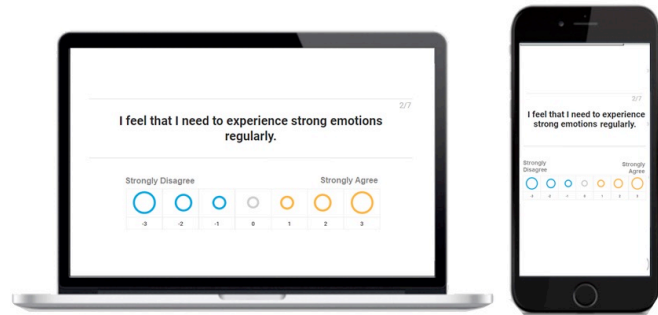 2/7
I feel that I need to experience strong emotions
regularly.
Strongly Disagree
Strongly Agree
-3 -2 -1 0 1 2 3
2/7
I feel that I need to experience
strong emotions regularly.
Strongly
Disagree
Strongly
Agree